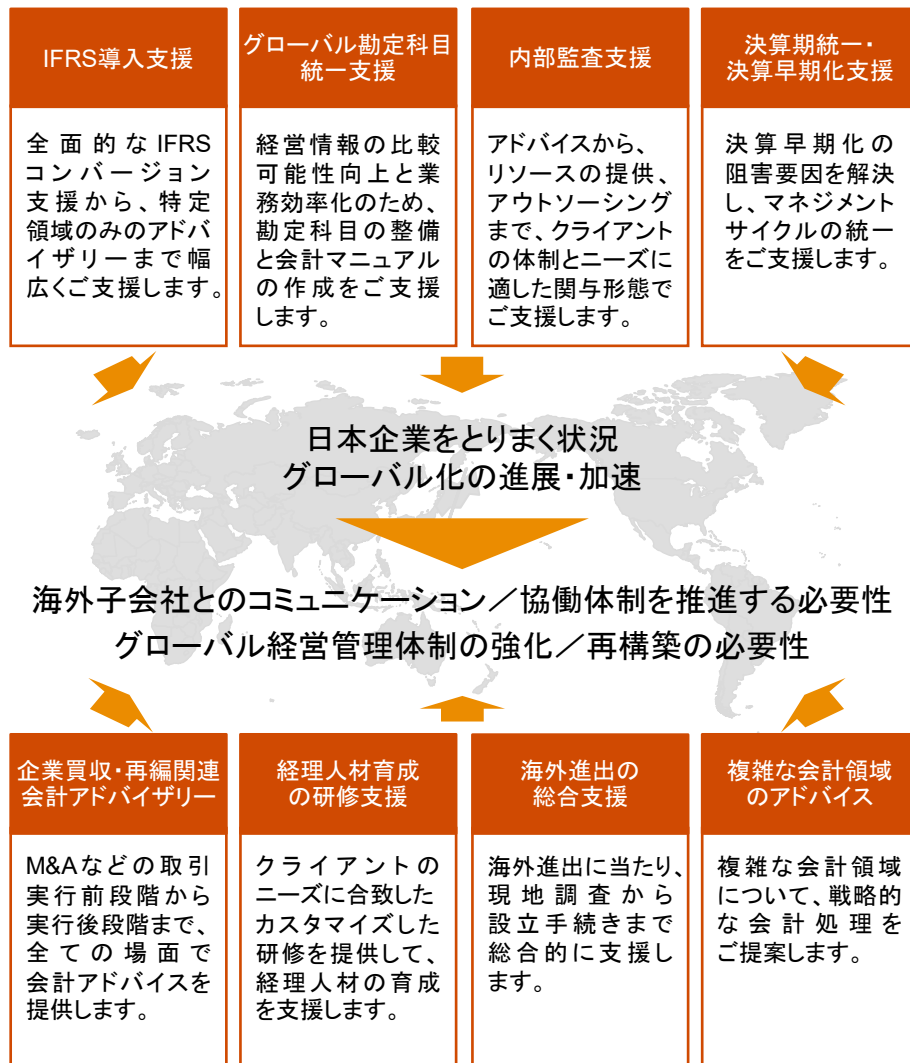 IFRS導入支援
全面的なIFRS
コンバージョン
支援から、特定
領域のみのアドバ
イザリーまで幅
広くご支援します。
グローバル勘定科目
統一支援
経営情報の比較
可能性向上と業
務効率化のため、
勘定科目の整備
と会計マニュアル
の作成をご支援
します。
内部監査支援
アドバイスから、
リソースの提供、
アウトソーシング
まで、クライアント
の体制とニーズに
適した関与形態で
ご支援します。
決算期統一・
決算早期化支援
決算早期化の
阻害要因を解決
し、マネジメント
サイクルの統一
をご支援します。
日本企業をとりまく状況
グローバル化の進展・加速
海外子会社とのコミュニケーション／協働体制を推進する必要性
グローバル経営管理体制の強化／再構築の必要性
企業買収・再編関連
会計アドバイザリー
M&Aなどの取引
実行前段階から
実行後段階まで、
全ての場面で
会計アドバイスを
提供します。
経理人材育成
の研修支援
クライアントの
ニーズに合致した
カスタマイズした
研修を提供して、
経理人材の育成
を支援します。
海外進出の
総合支援
海外進出に当たり、
現地調査から
設立手続きまで
総合的に支援し
ます。
複雑な会計領域
のアドバイス
複雑な会計領域
について、戦略的
な会計処理を
ご提案します。